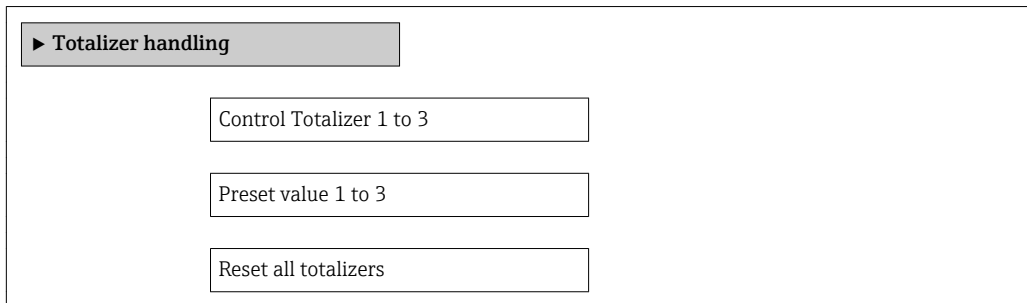 ▶ Totalizer handling
Control Totalizer 1 to 3
Preset value 1 to 3
Reset all totalizers